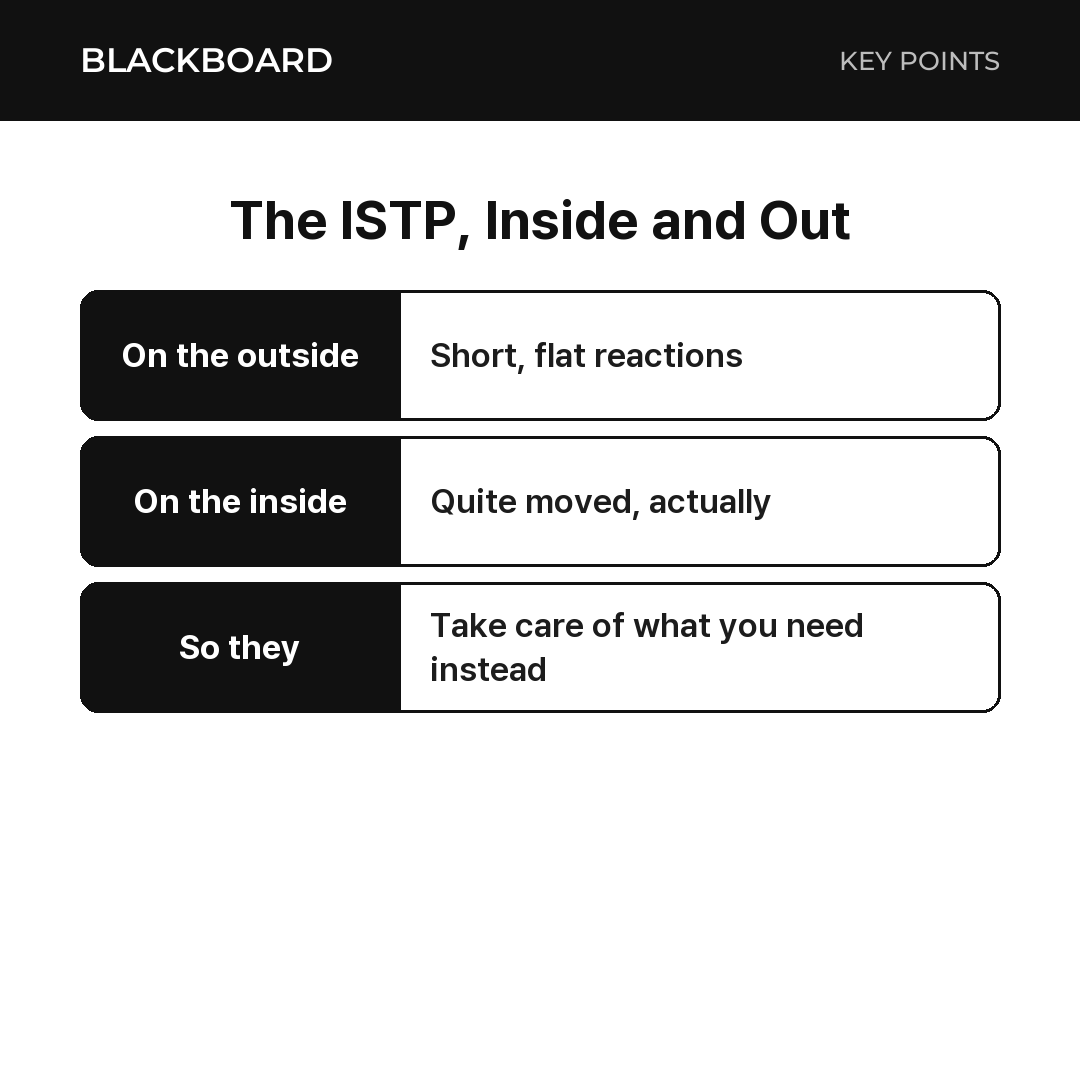 BLACKBOARD
KEY POINTS
The ISTP, Inside and Out
On the outside
Short, flat reactions
On the inside
Quite moved, actually
So they
Take care of what you need
instead